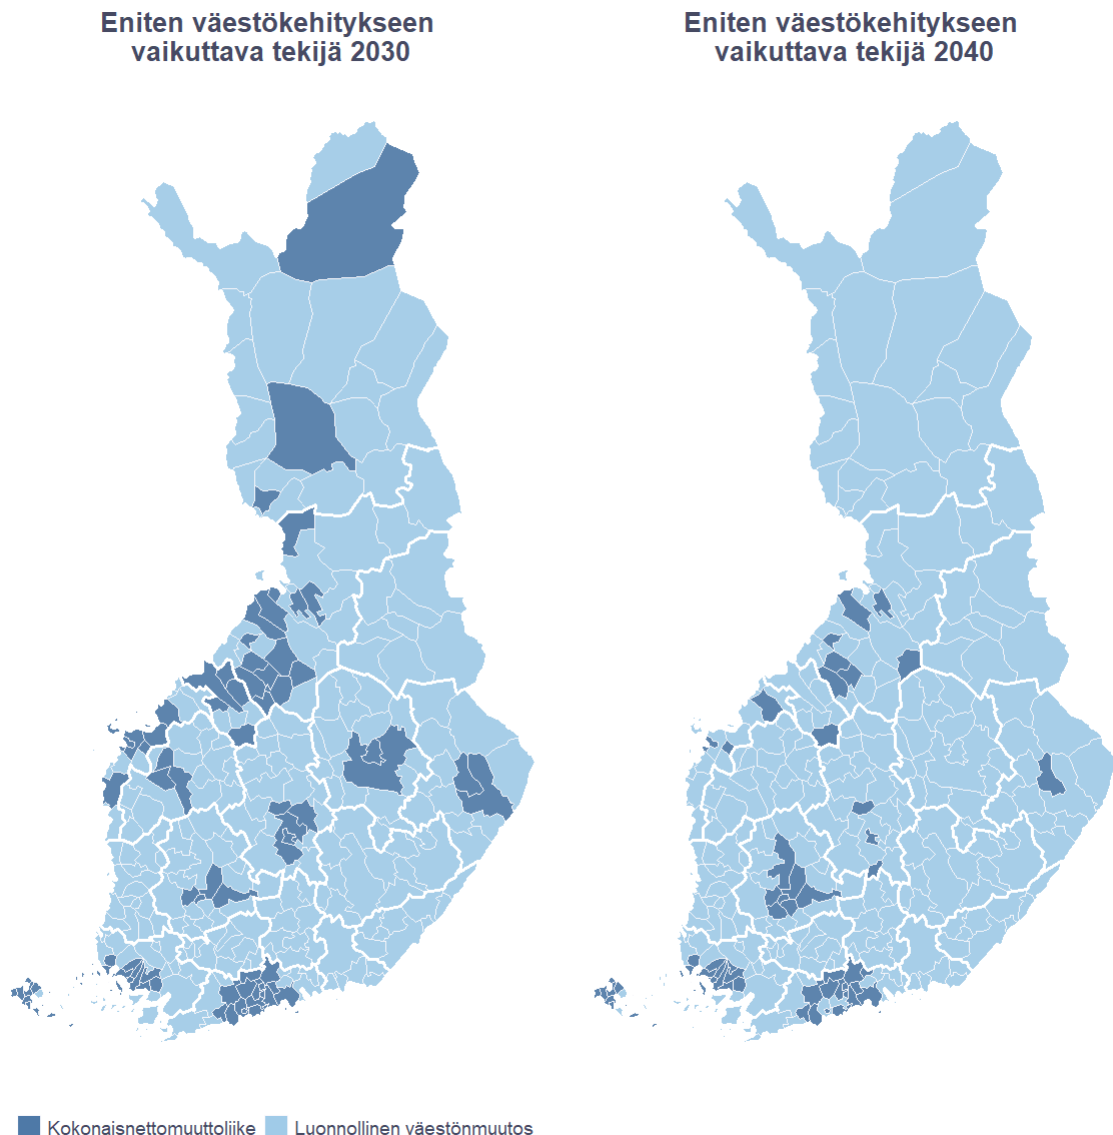 Eniten väestökehitykseen
vaikuttava tekijä 2030
Eniten väestökehitykseen
vaikuttava tekijä 2040
Kokonaisnettomuuttoliike
Luonnollinen väestönmuutos